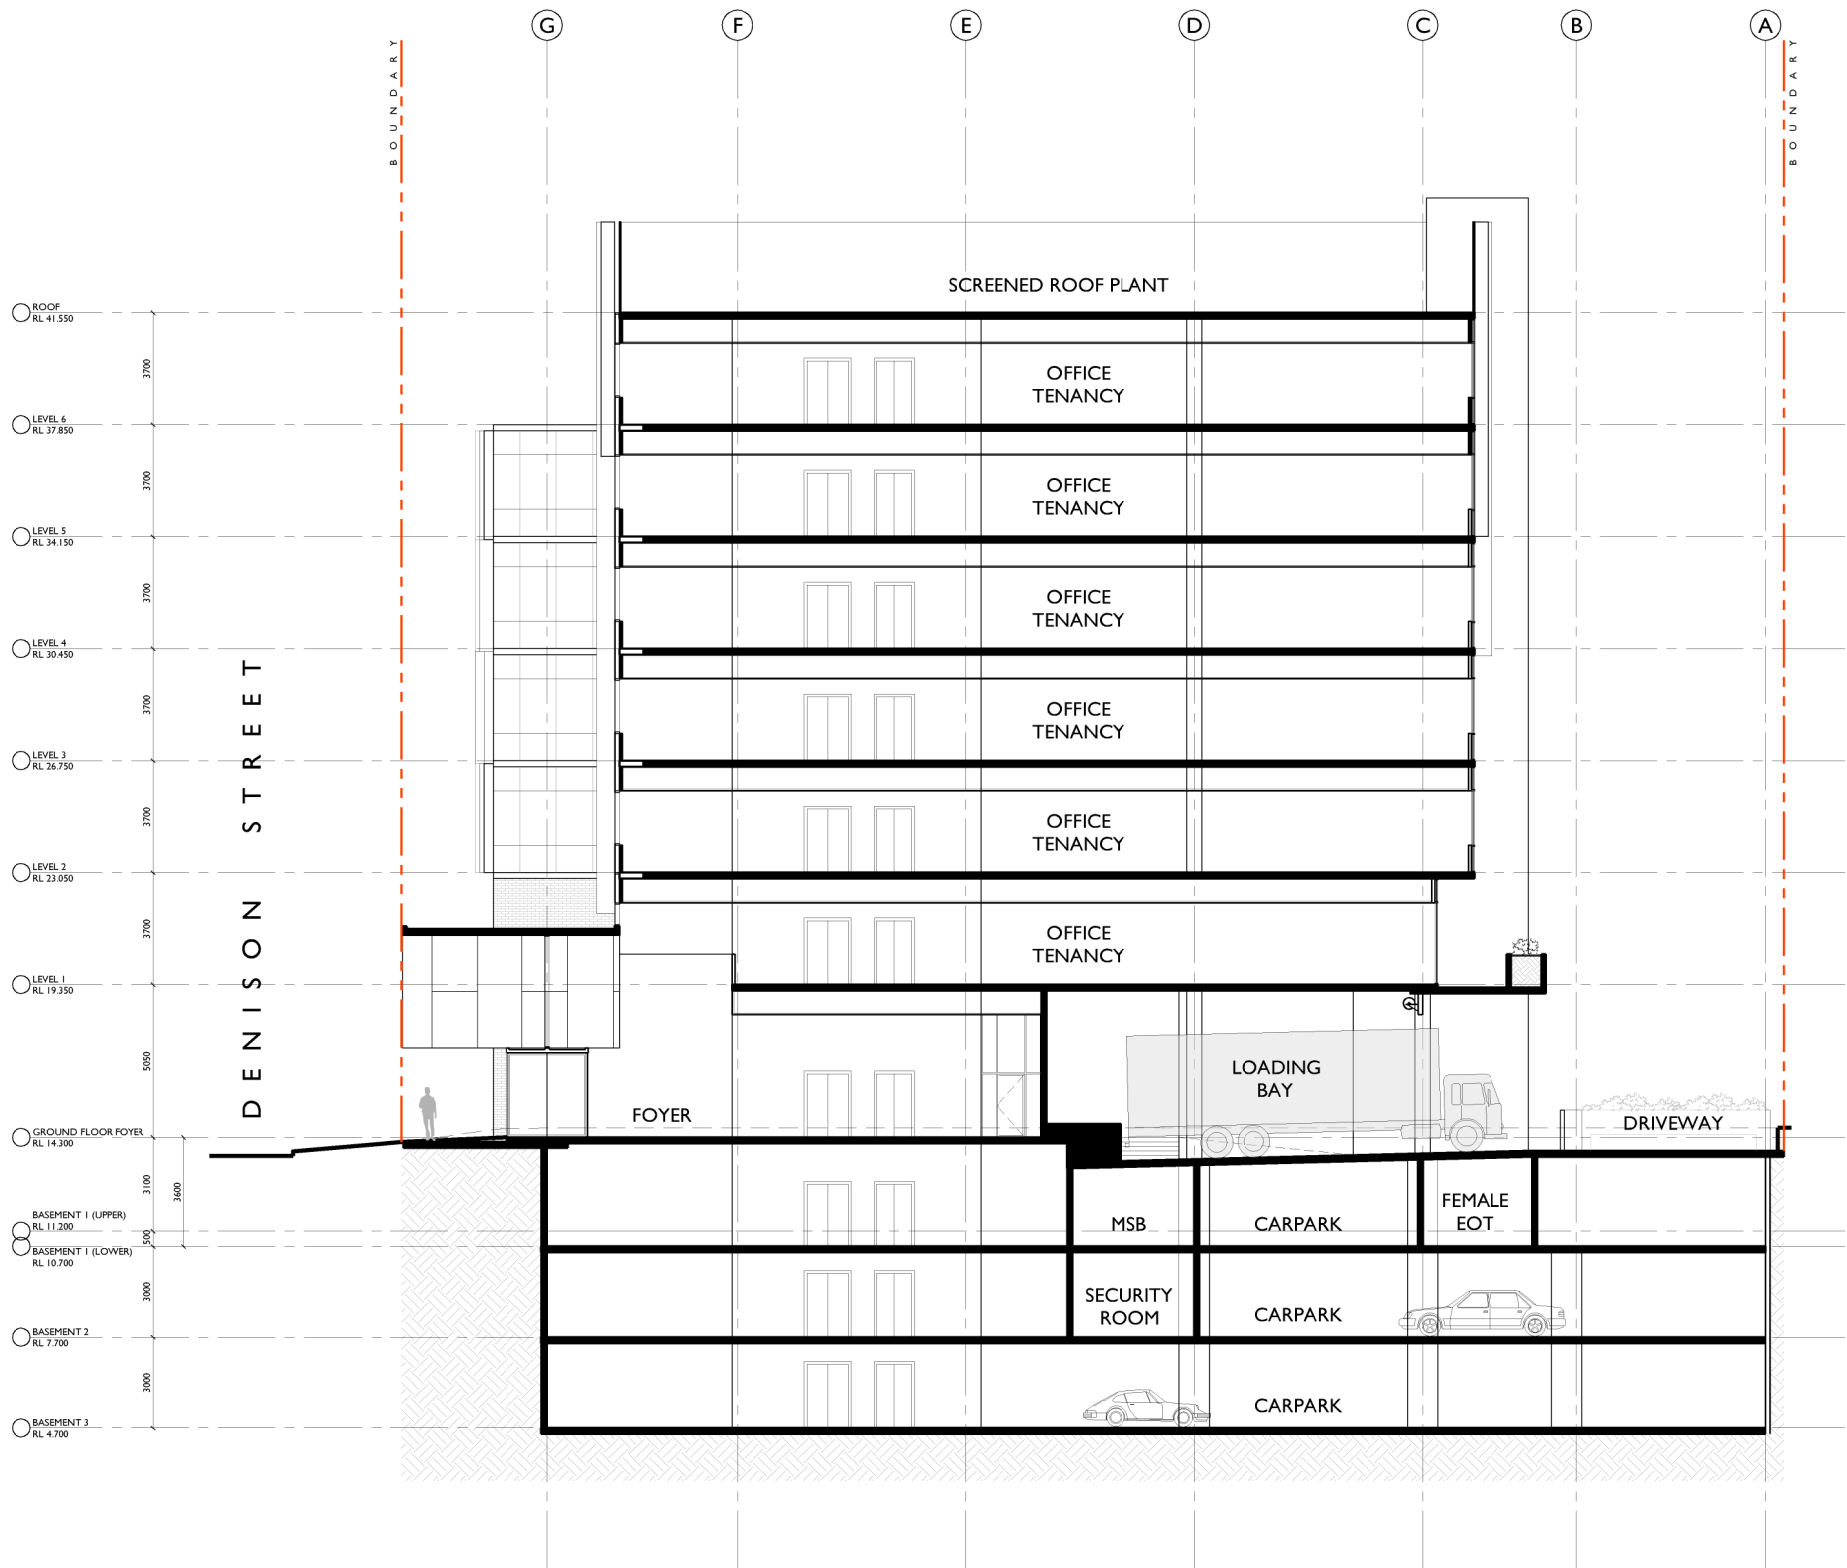 G
F
E
D
C
B
A
BOUNDARY
BOUNDARY
SCREENED ROOF PLANT
ROOF
RL 41.550
3700
OFFICE
TENANCY
LEVEL 6
RL 37.850
3700
OFFICE
TENANCY
LEVEL 5
RL 34.150
3700
OFFICE
TENANCY
LEVEL 4
RL 30.450
3700
OFFICE
TENANCY
LEVEL 3
RL 26.750
3700
OFFICE
TENANCY
LEVEL 2
RL 23.050
3700
OFFICE
TENANCY
LEVEL 1
RL 19.350
DENISON STREET
5050
LOADING
BAY
FOYER
DRIVEWAY
GROUND FLOOR FOYER
RL 14.300
3100
3600
BASEMENT 1 (UPPER)
RL 11.200
500
MSB
CARPARK
FEMALE
EOT
BASEMENT 1 (LOWER)
RL 10.700
3000
SECURITY
ROOM
CARPARK
BASEMENT 2
RL 7.700
3000
CARPARK
BASEMENT 3
RL 4.700